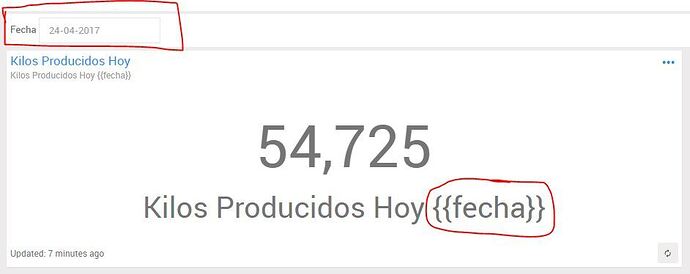 Fecha 24-04-2017
Kilos Producidos Hoy
Kilos Producidos Hoy {{fecha}}
54,725
Kilos Producidos Hoy {{fecha}}
Updated: 7 minutes ago